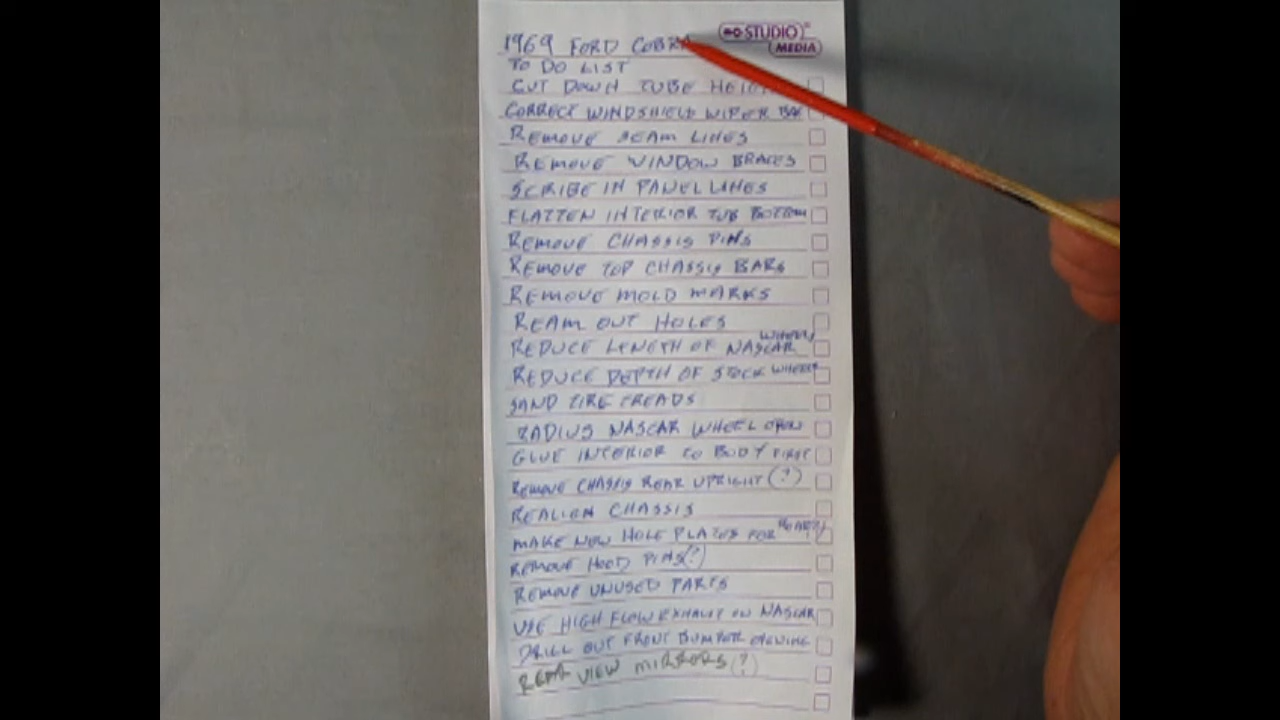 STUDIO
MEDIA
1969 FORD COBRA
TO DO LIST
CUT DOWN TUBE
CORRECT WINDSHIELD WIPER
REMOVE SEAM LINES
REMOVE WINDOW BRACES
SCRIBE IN PANEL LINES
FLATTEN INTERIOR TUB BOTTOM
REMOVE CHASSIS PINS
REMOVE TOP CHASSIS BARS
REMOVE MOLD MARKS
REAM OUT HOLES
REDUCE LENGTH OF NASCAR WHEELS
REDUCE DEPTH OF STOCK WHEELS
SAND TIRE TREADS
RADIUS NASCAR WHEEL OPEN
GLUE INTERIOR TO BODY FIRST
REMOVE CHASSIS REAR UPRIGHT (?)
REALIGN CHASSIS
MAKE NEW HOLE PLATES FOR
REMOVE HOOD PINS (?)
REMOVE UNUSED PARTS
USE HIGH FLOW EXHAUST ON NASCAR
DRILL OUT FRONT BUMPER OPENING
REAR VIEW MIRRORS (?)